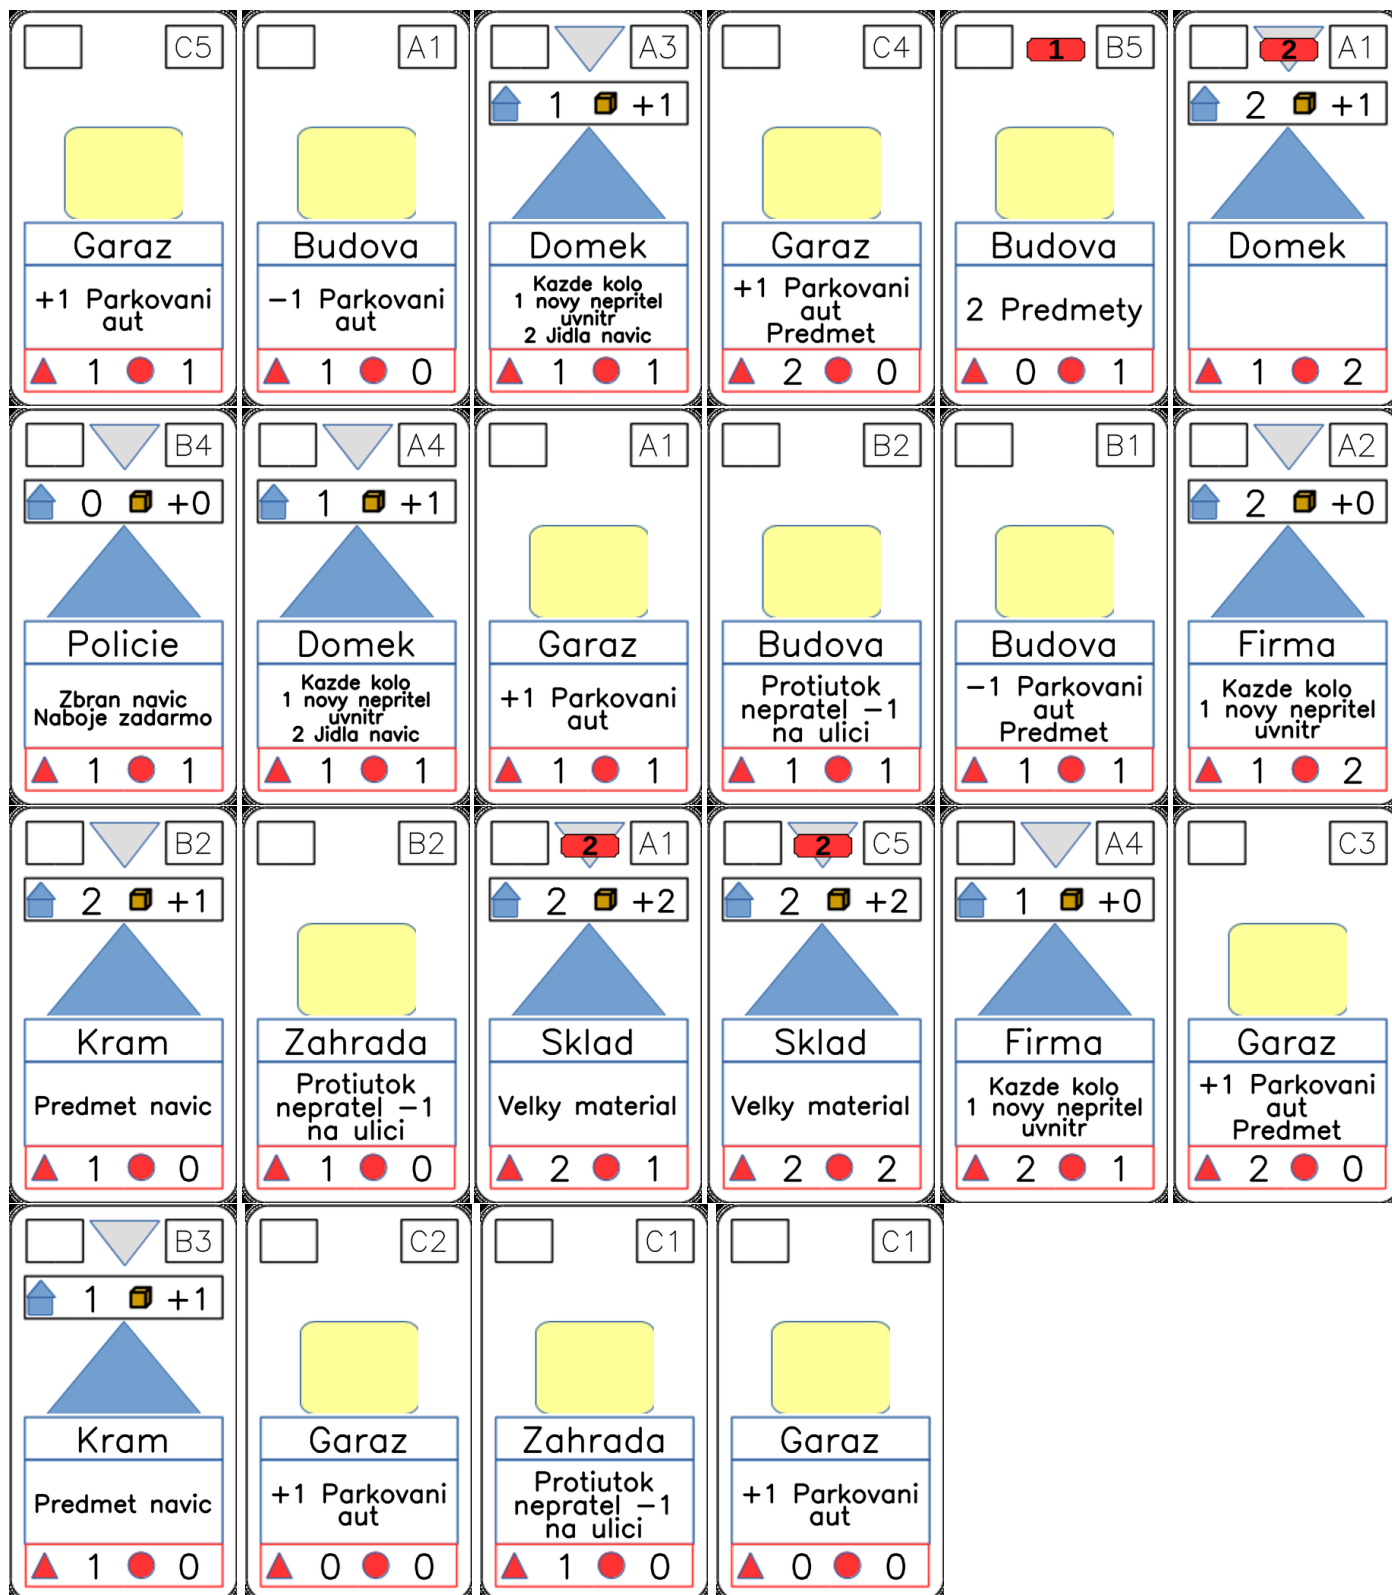 C5
Garaz
+1 Parkovani
aut
1 1
A1
Budova
-1 Parkovani
aut
1 0
A3
1 +1
Domek
Kazde kolo
1 novy nepritel
uvnitr
2 Jidla navic
1 1
C4
Garaz
+1 Parkovani
aut
Predmet
2 0
1 B5
Budova
2 Predmety
0 1
2 A1
2 +1
Domek
1 2
B4
0 +0
Policie
Zbran navic
Naboje zadarmo
1 1
A4
1 +1
Domek
Kazde kolo
1 novy nepritel
uvnitr
2 Jidla navic
1 1
A1
Garaz
+1 Parkovani
aut
1 1
B2
Budova
Protiutok
nepratel -1
na ulici
1 1
B1
Budova
-1 Parkovani
aut
Predmet
1 1
A2
2 +0
Firma
Kazde kolo
1 novy nepritel
uvnitr
1 2
B2
2 +1
Kram
Predmet navic
1 0
B2
Zahrada
Protiutok
nepratel -1
na ulici
1 0
2 A1
2 +2
Sklad
Velky material
2 1
2 C5
2 +2
Sklad
Velky material
2 2
A4
1 +0
Firma
Kazde kolo
1 novy nepritel
uvnitr
2 1
C3
Garaz
+1 Parkovani
aut
Predmet
2 0
B3
1 +1
Kram
Predmet navic
1 0
C2
Garaz
+1 Parkovani
aut
0 0
C1
Zahrada
Protiutok
nepratel -1
na ulici
1 0
C1
Garaz
+1 Parkovani
aut
0 0